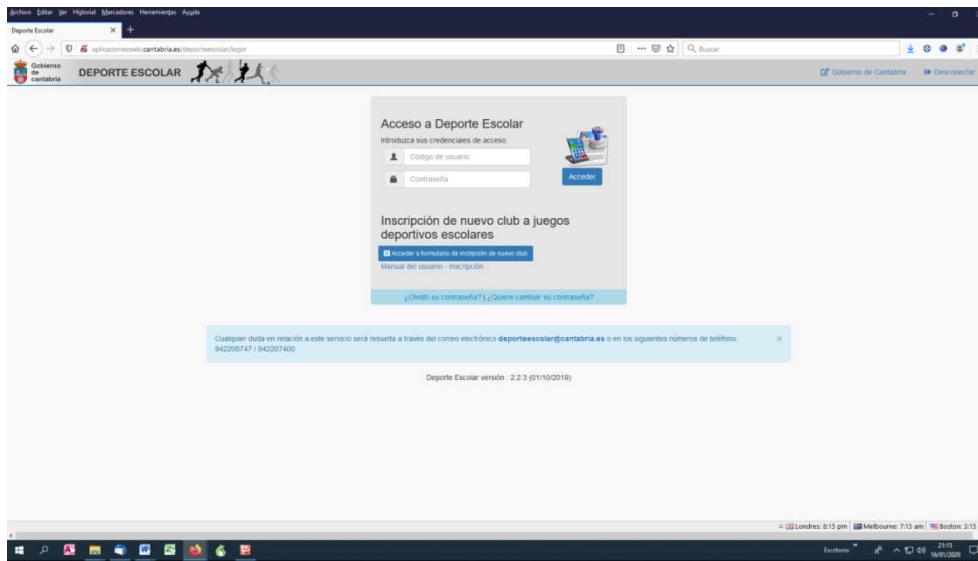 Archivo Editar Ver Historial Marcadores Herramientas Ayuda
Deporte Escolar
aplicacionesweb.cantabria.es/deporteescolar/login
Buscar
Gobierno
de
cantabria
DEPORTE ESCOLAR
Gobierno de Cantabria
Desconectar
Acceso a Deporte Escolar
Introduzca sus credenciales de acceso.
Código de usuario
Contraseña
Acceder
Inscripción de nuevo club a juegos
deportivos escolares
Acceder a formulario de incripción de nuevo club
Manual del usuario - Inscripción
¿Olvidó su contraseña? | ¿Quiere cambiar su contraseña?
Cualquier duda en relación a este servicio será resuelta a través del correo electrónico deporteescolar@cantabria.es o en los siguientes números de teléfono:
942208747 / 942207400
Deporte Escolar versión : 2.2.3 (01/10/2019)
Londres: 8:15 pm Melbourne: 7:15 am Boston: 3:15
Escritorio
21:15
16/01/2020